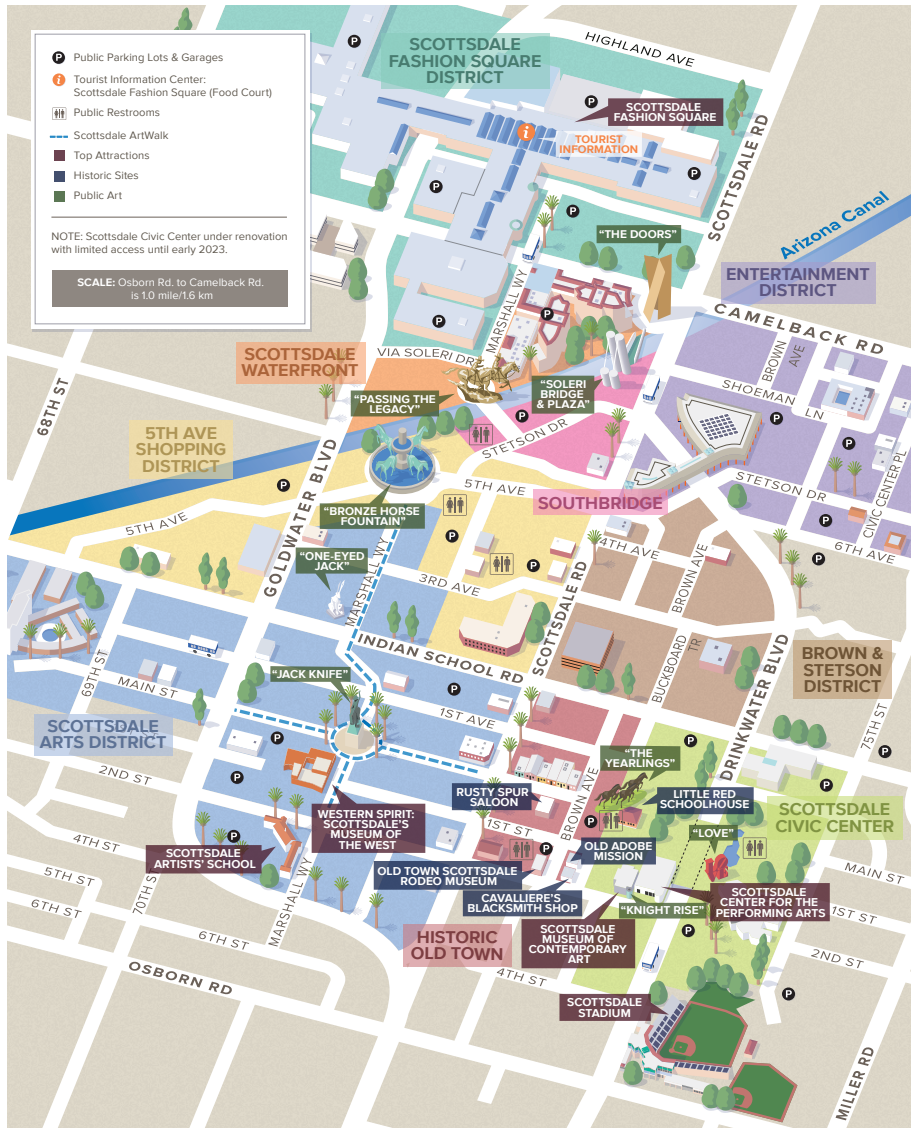 P Public Parking Lots & Garages
i Tourist Information Center:
Scottsdale Fashion Square (Food Court)
Public Restrooms
Scottsdale ArtWalk
Top Attractions
Historic Sites
Public Art
NOTE: Scottsdale Civic Center under renovation
with limited access until early 2023.
SCALE: Osborn Rd. to Camelback Rd.
is 1.0 mile/1.6 km
SCOTTSDALE
FASHION SQUARE
DISTRICT
HIGHLAND AVE
SCOTTSDALE
FASHION SQUARE
TOURIST
INFORMATION
SCOTTSDALE RD
Arizona Canal
"THE DOORS"
ENTERTAINMENT
DISTRICT
CAMELBACK RD
MARSHALL WY
VIA SOLERI DR
SCOTTSDALE
WATERFRONT
"PASSING THE
LEGACY"
"SOLERI
BRIDGE
& PLAZA"
BROWN
AVE
SHOEMAN
LN
68TH ST
5TH AVE
SHOPPING
DISTRICT
STETSON DR
SOUTHBRIDGE
STETSON DR
CIVIC CENTER PL
6TH AVE
GOLDWATER BLVD
5TH AVE
5TH AVE
"BRONZE HORSE
FOUNTAIN"
"ONE-EYED
JACK"
MARSHALL WY
3RD AVE
4TH AVE
BROWN AVE
SCOTTSDALE RD
INDIAN SCHOOL RD
BUCKBOARD
TR
DRINKWATER BLVD
BROWN &
STETSON
DISTRICT
75TH ST
69TH ST
MAIN ST
"JACK KNIFE"
1ST AVE
SCOTTSDALE
ARTS DISTRICT
2ND ST
"THE
YEARLINGS"
LITTLE RED
SCHOOLHOUSE
RUSTY SPUR
SALOON
BROWN AVE
1ST ST
SCOTTSDALE
CIVIC CENTER
"LOVE"
WESTERN SPIRIT:
SCOTTSDALE'S
MUSEUM OF
THE WEST
4TH ST
SCOTTSDALE
ARTISTS' SCHOOL
OLD ADOBE
MISSION
OLD TOWN SCOTTSDALE
RODEO MUSEUM
CAVALLIERE'S
BLACKSMITH SHOP
"KNIGHT RISE"
SCOTTSDALE
CENTER FOR THE
PERFORMING ARTS
MAIN ST
1ST ST
2ND ST
5TH ST
6TH ST
70TH ST
MARSHALL WY
6TH ST
HISTORIC
OLD TOWN
SCOTTSDALE
MUSEUM OF
CONTEMPORARY
ART
OSBORN RD
4TH ST
SCOTTSDALE
STADIUM
MILLER RD